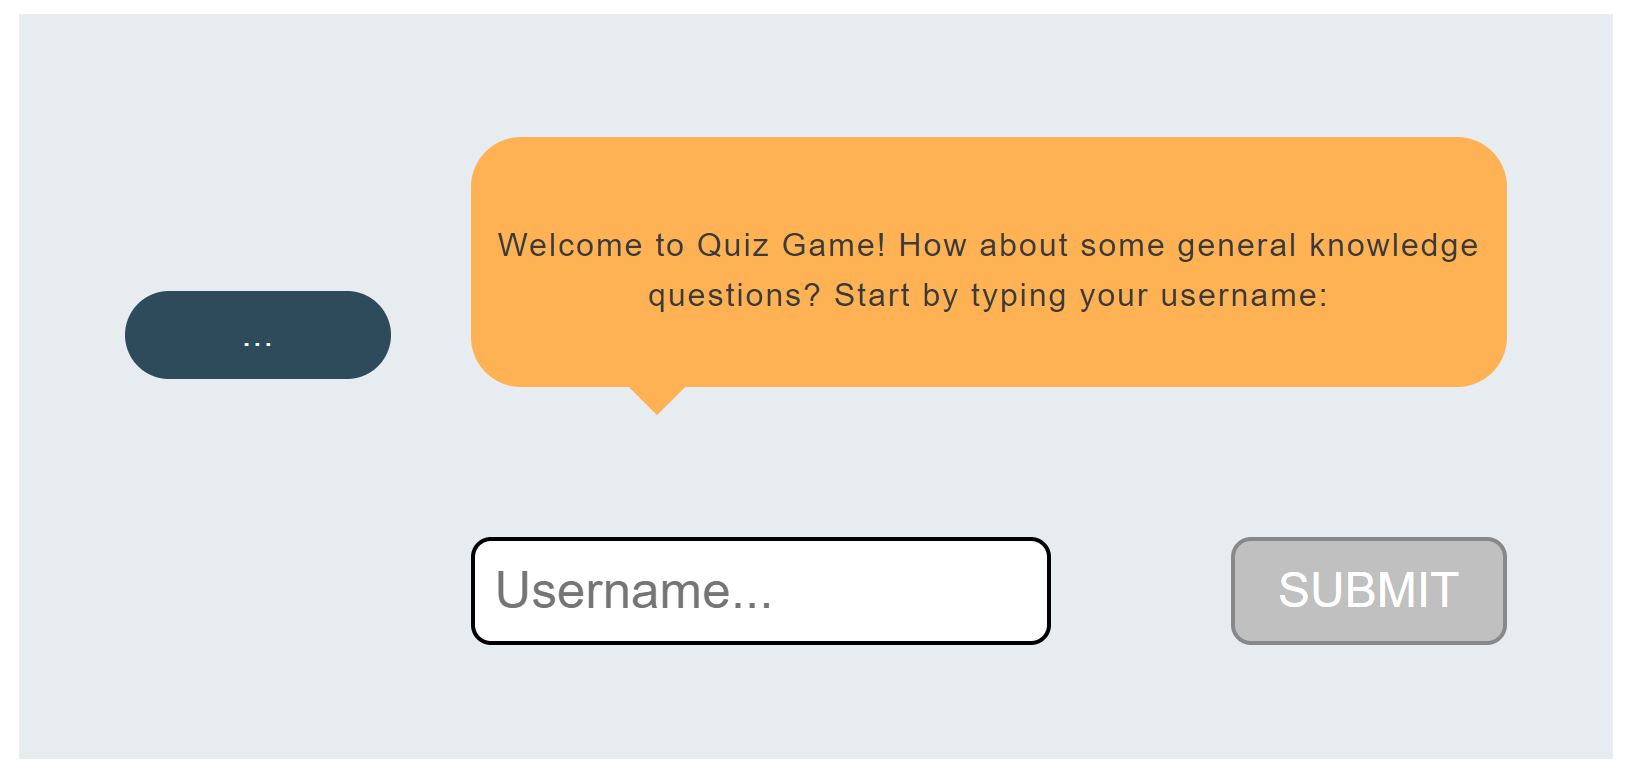 Welcome to Quiz Game! How about some general knowledge
questions? Start by typing your username:
...
Username...
SUBMIT